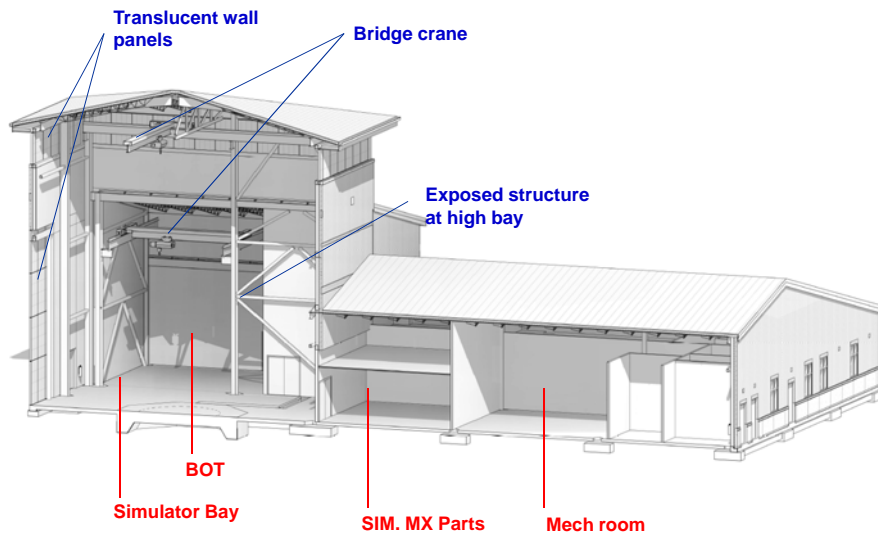 Translucent wall
panels
Bridge crane
Exposed structure
at high bay
BOT
Simulator Bay
SIM. MX Parts
Mech room